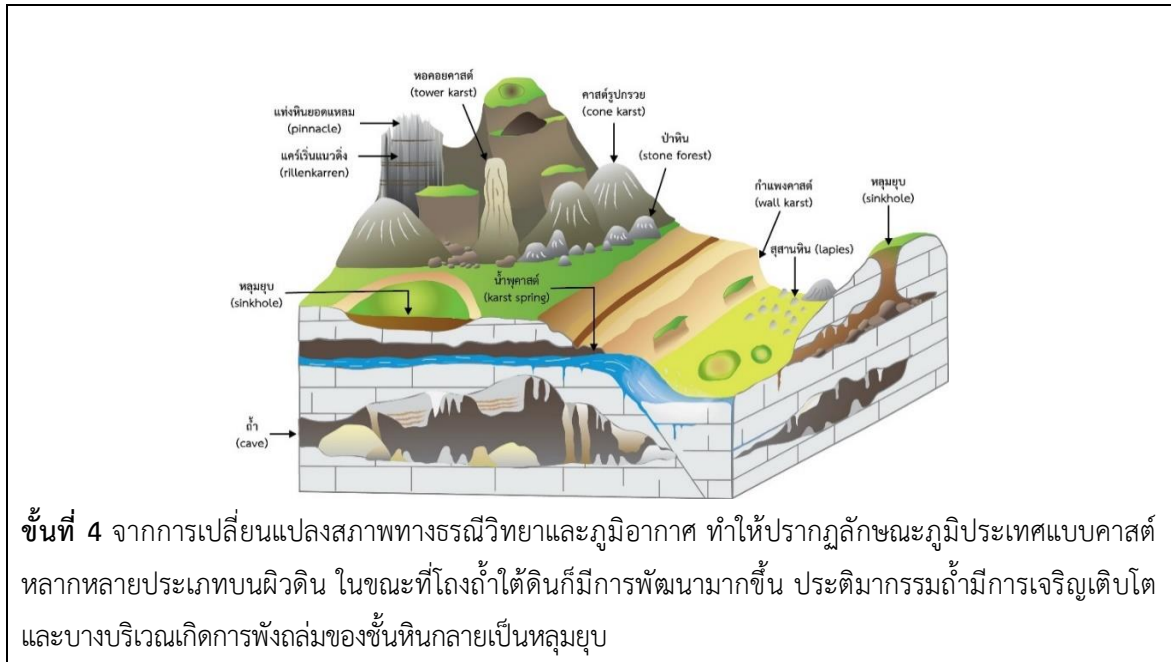 หอคอยคาสต์
(tower karst)
คาสต์รูปกรวย
(cone karst)
แท่งหินยอดแหลม
(pinnacle)
ป่าหิน
(stone forest)
แคร์เริ่นแนวดิ่ง
(rillenkarren)
กำแพงคาสต์
(wall karst)
หลุมยุบ
(sinkhole)
สุสานหิน (lapies)
หลุมยุบ
(sinkhole)
น้ำพุคาสต์
(karst spring)
ถ้ำ
(cave)
ขั้นที่ 4 จากการเปลี่ยนแปลงสภาพทางธรณีวิทยาและภูมิอากาศ ทำให้ปรากฏลักษณะภูมิประเทศแบบคาสต์
หลากหลายประเภทบนผิวดิน ในขณะที่โถงถ้ำใต้ดินก็มีการพัฒนามากขึ้น ประติมากรรมถ้ำมีการเจริญเติบโต
และบางบริเวณเกิดการพังถล่มของชั้นหินกลายเป็นหลุมยุบ